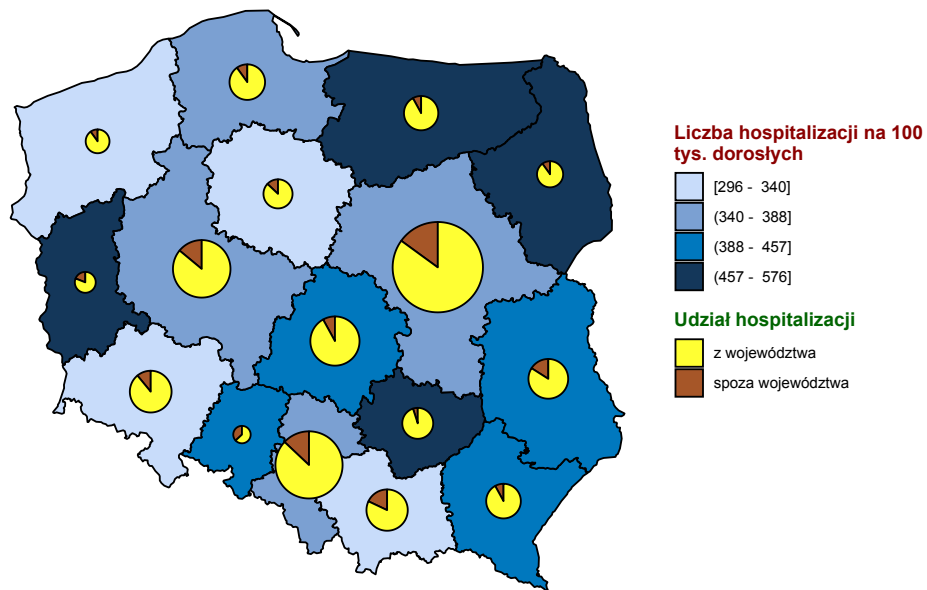 Liczba hospitalizacji na 100
tys. dorosłych
[296 - 340]
(340 - 388]
(388 - 457]
(457 - 576]
Udział hospitalizacji
z województwa
spoza województwa